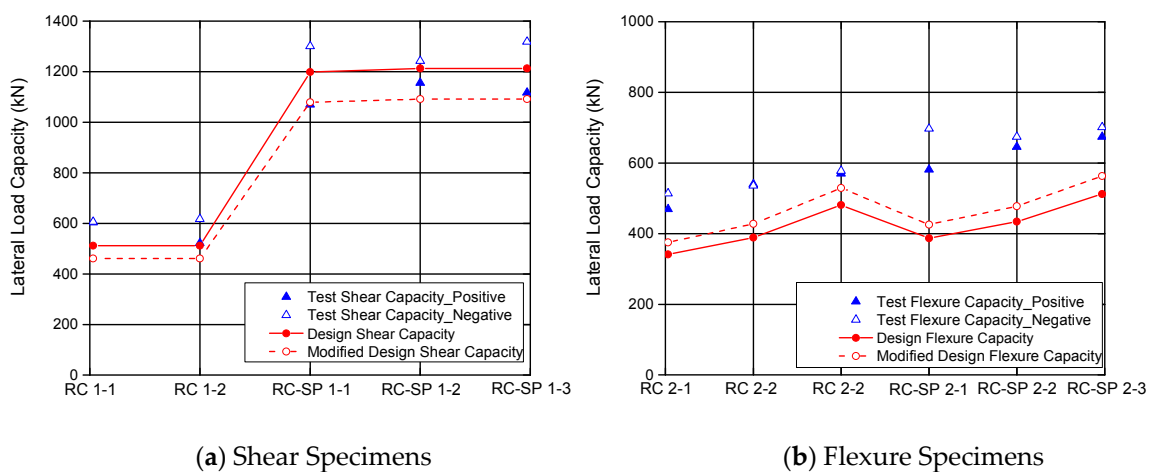 1400
1200
1000
800
600
400
200
0
Lateral Load Capacity (kN)
Test Shear Capacity_Positive
Test Shear Capacity_Negative
Design Shear Capacity
Modified Design Shear Capacity
RC 1-1 RC 1-2 RC-SP 1-1 RC-SP 1-2 RC-SP 1-3
(a) Shear Specimens
1000
800
600
400
200
0
Lateral Load Capacity (kN)
Test Flexure Capacity_Positive
Test Flexure Capacity_Negative
Design Flexure Capacity
Modified Design Flexure Capacity
RC 2-1 RC 2-2 RC 2-2 RC-SP 2-1 RC-SP 2-2 RC-SP 2-3
(b) Flexure Specimens